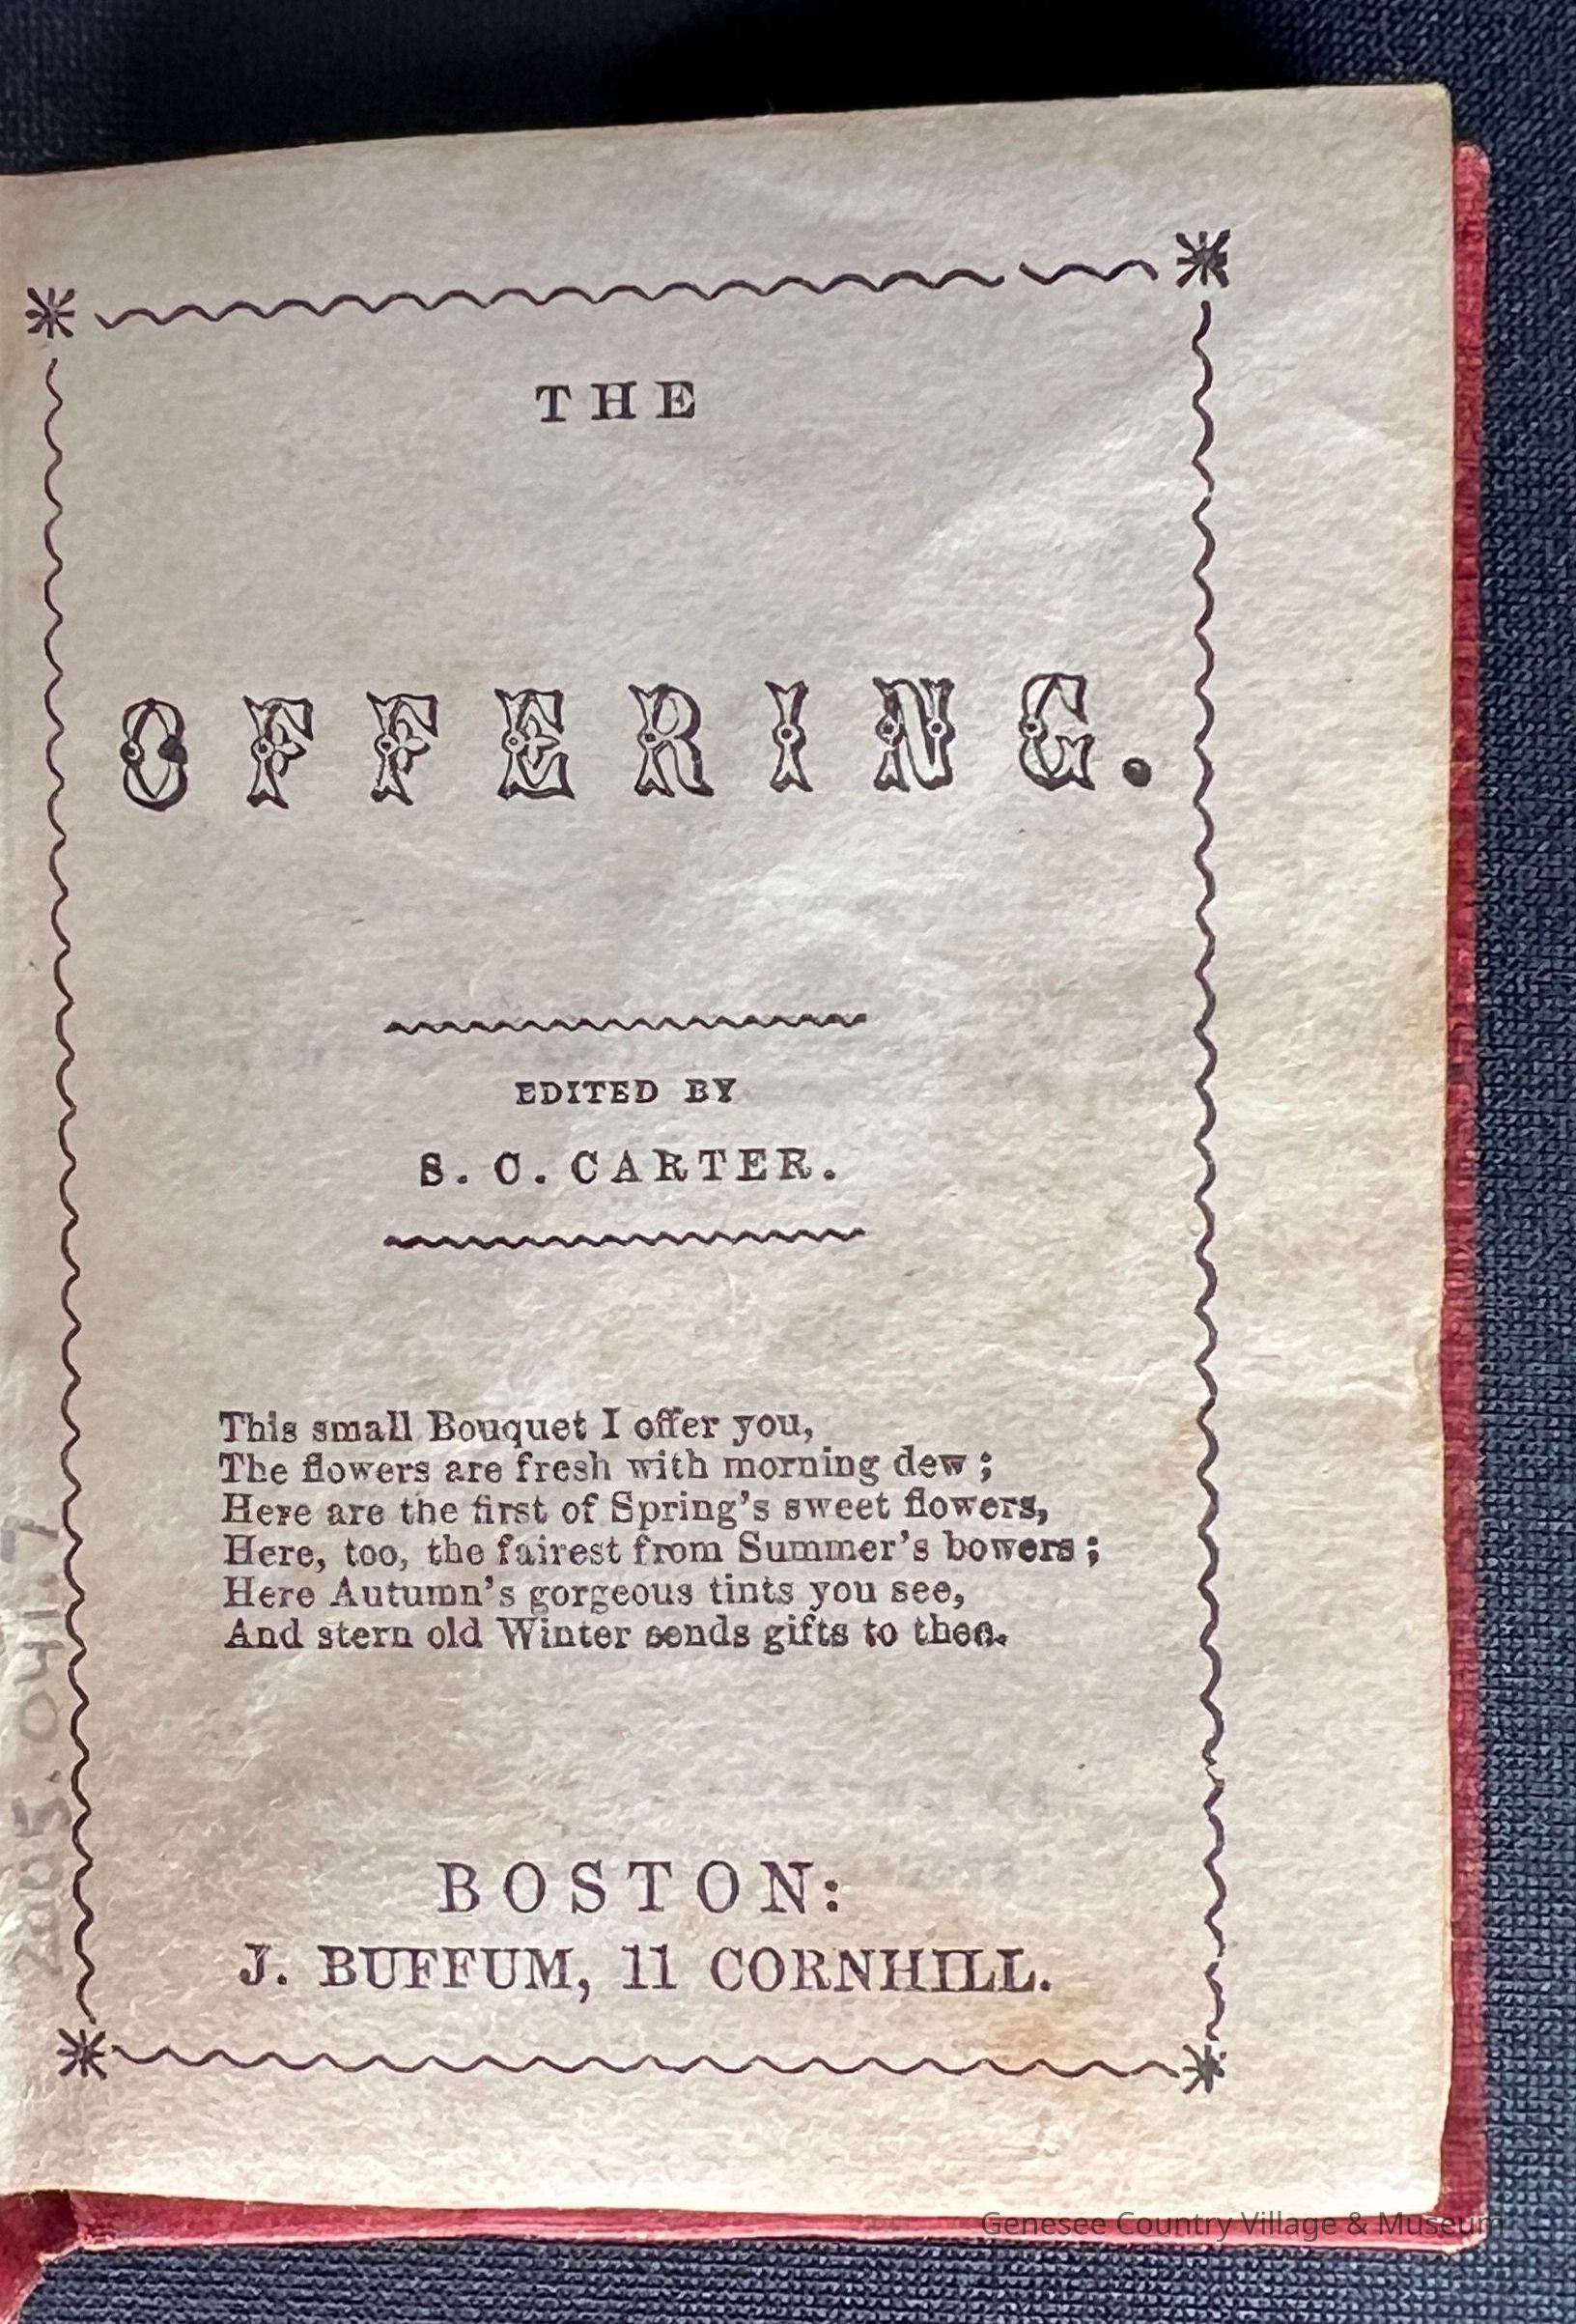 THE
OFFERING.
EDITED BY
S. C. CARTER.
This small Bouquet I offer you,
The flowers are fresh with morning dew;
Here are the first of Spring's sweet flowers,
Here, too, the fairest from Summer's bowers;
Here Autumn's gorgeous tints you see,
And stern old Winter sends gifts to thee.
BOSTON:
J. BUFFUM, 11 CORNHILL.
2005.041.7
Genesee Country Village & Museum